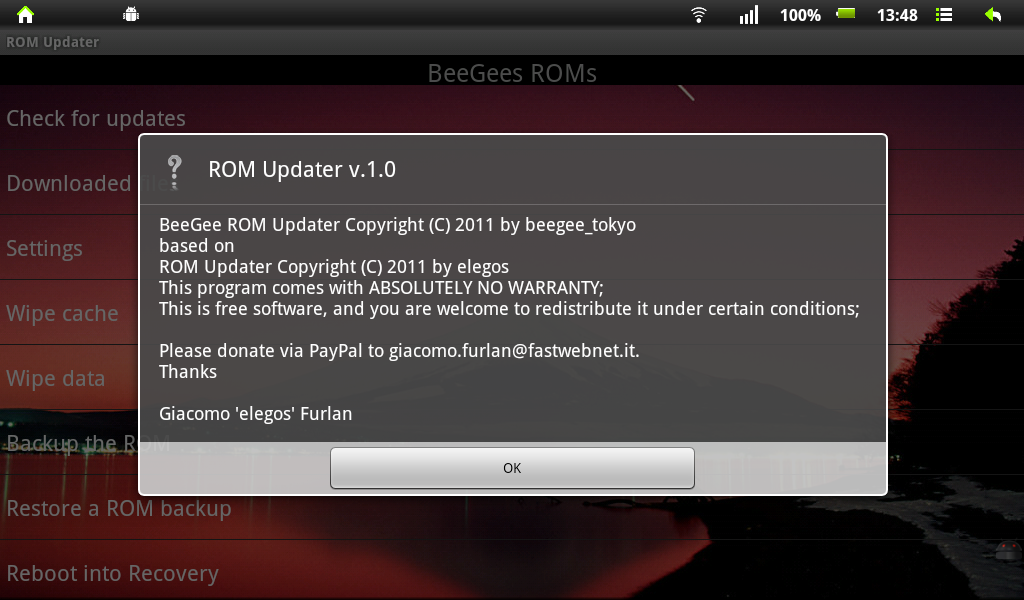 100% 13:48
ROM Updater
BeeGees ROMs
Check for updates
Downloaded files
Settings
Wipe cache
Wipe data
Backup the ROM
Restore a ROM backup
Reboot into Recovery
ROM Updater v.1.0
BeeGee ROM Updater Copyright (C) 2011 by beegee_tokyo
based on
ROM Updater Copyright (C) 2011 by elegos
This program comes with ABSOLUTELY NO WARRANTY;
This is free software, and you are welcome to redistribute it under certain conditions;
Please donate via PayPal to giacomo.furlan@fastwebnet.it.
Thanks
Giacomo 'elegos' Furlan
OK